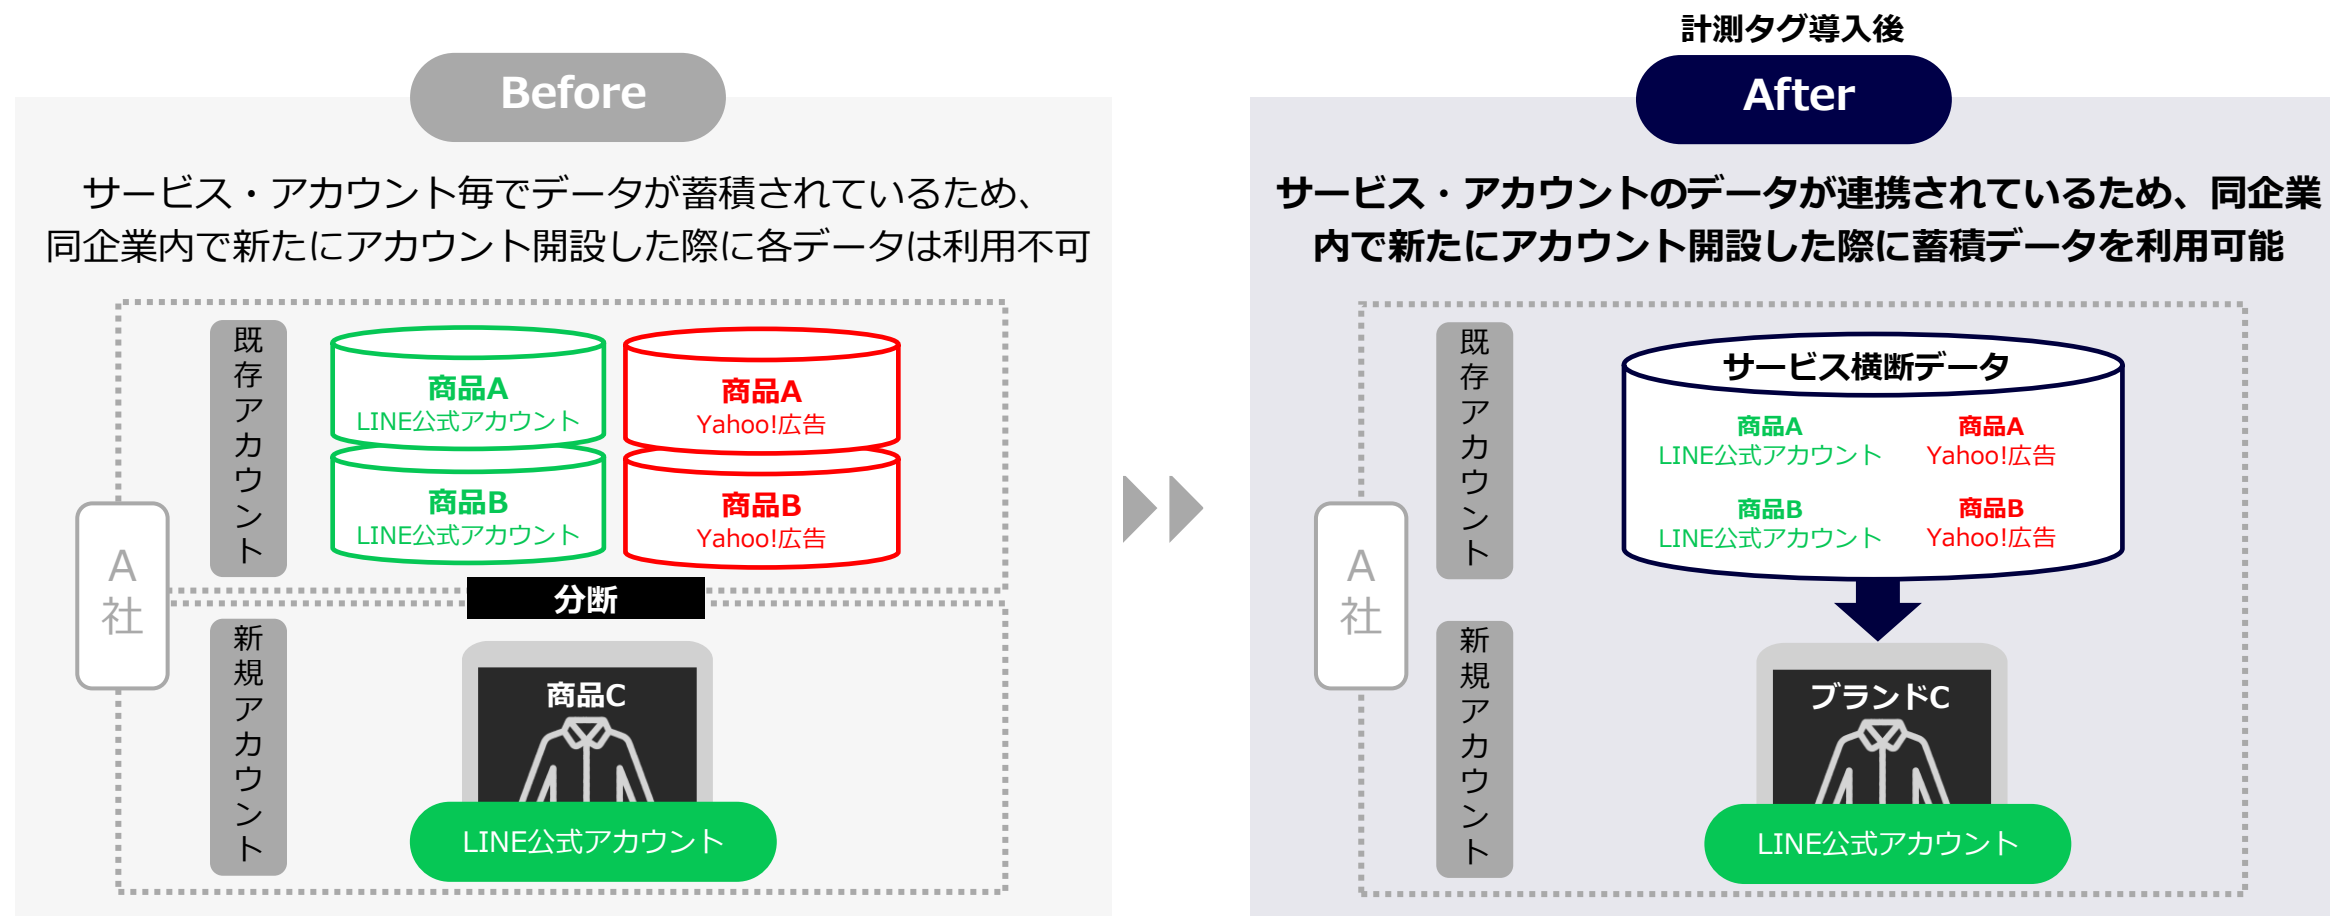 Before
サービス・アカウント毎でデータが蓄積されているため、
同企業内で新たにアカウント開設した際に各データは利用不可
A社
既存アカウント
商品A
LINE公式アカウント
商品A
Yahoo!広告
商品B
LINE公式アカウント
商品B
Yahoo!広告
分断
新規アカウント
商品C
LINE公式アカウント
計測タグ導入後
After
サービス・アカウントのデータが連携されているため、同企業
内で新たにアカウント開設した際に蓄積データを利用可能
A社
既存アカウント
サービス横断データ
商品A
LINE公式アカウント
商品A
Yahoo!広告
商品B
LINE公式アカウント
商品B
Yahoo!広告
新規アカウント
ブランドC
LINE公式アカウント